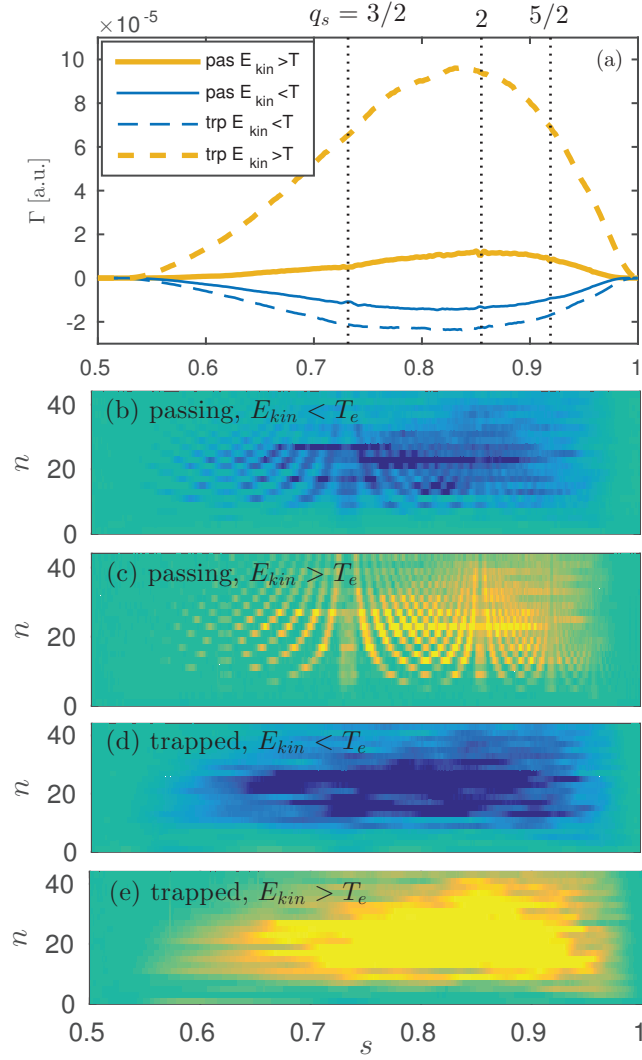 ×10⁻⁵
q_s = 3/2
2
5/2
10
8
6
4
2
0
-2
Γ [a.u.]
(a)
pas E_kin>T
pas E_kin<T
trp E_kin<T
trp E_kin>T
0.5 0.6 0.7 0.8 0.9 1
(b) passing, E_kin < T_e
40
20
0
n
(c) passing, E_kin > T_e
40
20
0
n
(d) trapped, E_kin < T_e
40
20
0
n
(e) trapped, E_kin > T_e
40
20
0
n
0.5 0.6 0.7 0.8 0.9 1
s